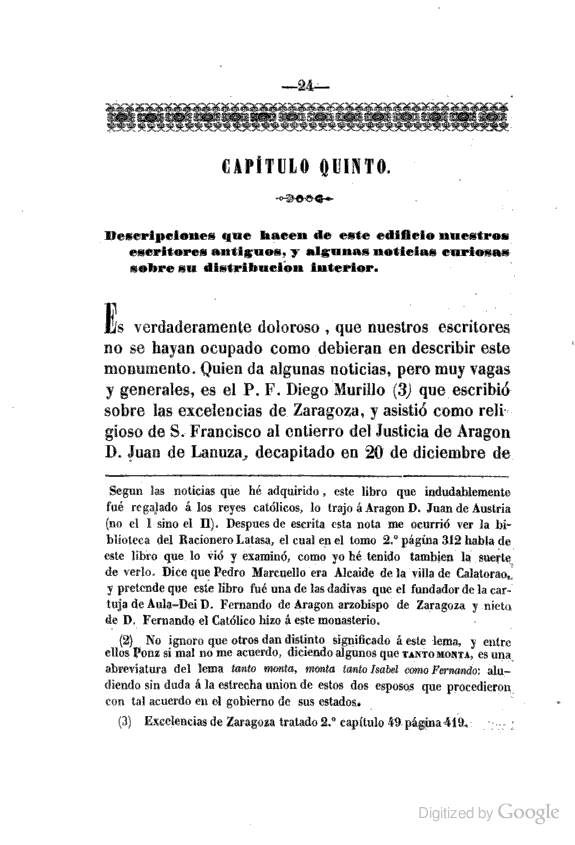 —24—
CAPÍTULO QUINTO.
Descripciones que hacen de este edificio nuestros
escritores antiguos, y algunas noticias curiosas
sobre su distribucion interior.
Es verdaderamente doloroso, que nuestros escritores
no se hayan ocupado como debieran en describir este
monumento. Quien da algunas noticias, pero muy vagas
y generales, es el P. F. Diego Murillo (3) que escribió
sobre las excelencias de Zaragoza, y asistió como reli-
gioso de S. Francisco al entierro del Justicia de Aragon
D. Juan de Lanuza, decapitado en 20 de diciembre de
Segun las noticias que hé adquirido, este libro que indudablemente
fué regalado á los reyes católicos, lo trajo á Aragon D. Juan de Austria
(no el I sino el II). Despues de escrita esta nota me ocurrió ver la bi-
blioteca del Racionero Latasa, el cual en el tomo 2.º página 312 habla de
este libro que lo vió y examinó, como yo hé tenido tambien la suerte
de verlo. Dice que Pedro Marcuello era Alcaide de la villa de Calatorao,
y pretende que este libro fué una de las dadivas que el fundador de la car-
tuja de Aula-Dei D. Fernando de Aragon arzobispo de Zaragoza y nieto
de D. Fernando el Católico hizo á este monasterio.
(2) No ignoro que otros dan distinto significado á este lema, y entre
ellos Ponz si mal no me acuerdo, diciendo algunos que TANTO MONTA, es una
abreviatura del lema tanto monta, monta tanto Isabel como Fernando: alu-
diendo sin duda á la estrecha union de estos dos esposos que procedieron
con tal acuerdo en el gobierno de sus estados.
(3) Excelencias de Zaragoza tratado 2.º capítulo 49 página 419.
Digitized by Google